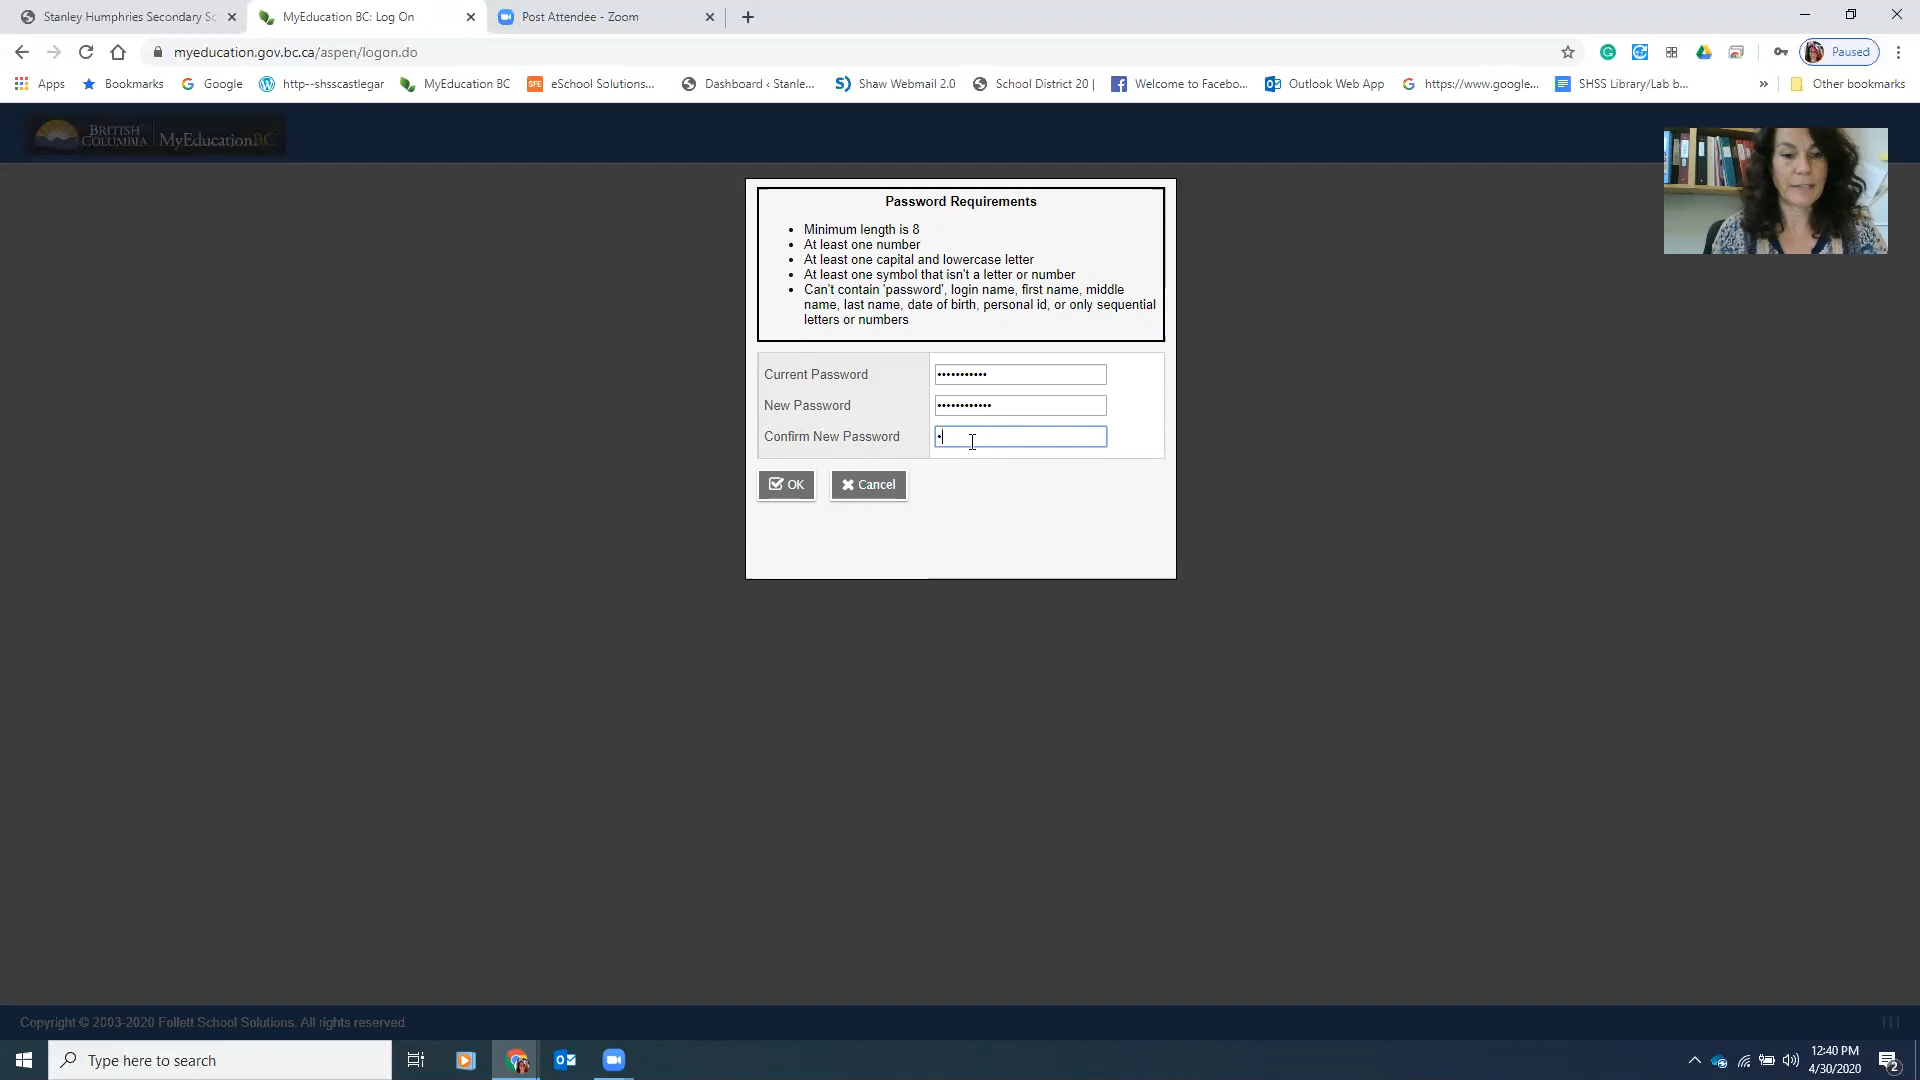 Stanley Humphries Secondary Sc
MyEducation BC: Log On
Post Attendee - Zoom
myeducation.gov.bc.ca/aspen/logon.do
Paused
Apps
Bookmarks
Google
http--shsscastlegar
MyEducation BC
SFE
eSchool Solutions...
Dashboard ‹ Stanle...
Shaw Webmail 2.0
School District 20 |
Welcome to Facebo...
Outlook Web App
https://www.google...
SHSS Library/Lab b...
»
Other bookmarks
BRITISH
COLUMBIA
MyEducation BC
Password Requirements
• Minimum length is 8
• At least one number
• At least one capital and lowercase letter
• At least one symbol that isn't a letter or number
• Can't contain 'password', login name, first name, middle
name, last name, date of birth, personal id, or only sequential
letters or numbers
Current Password •••••••••••
New Password ••••••••••••
Confirm New Password •
OK
Cancel
Copyright © 2003-2020 Follett School Solutions. All rights reserved.
Type here to search
12:40 PM
4/30/2020
2